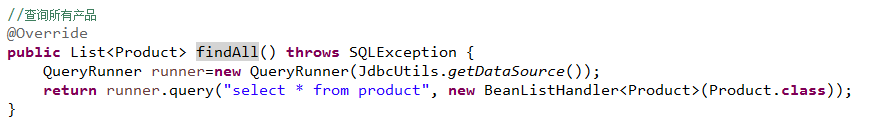 //查询所有产品
@Override
public List<Product> findAll() throws SQLException {
    QueryRunner runner=new QueryRunner(JdbcUtils.getDataSource());
    return runner.query("select * from product", new BeanListHandler<Product>(Product.class));
}